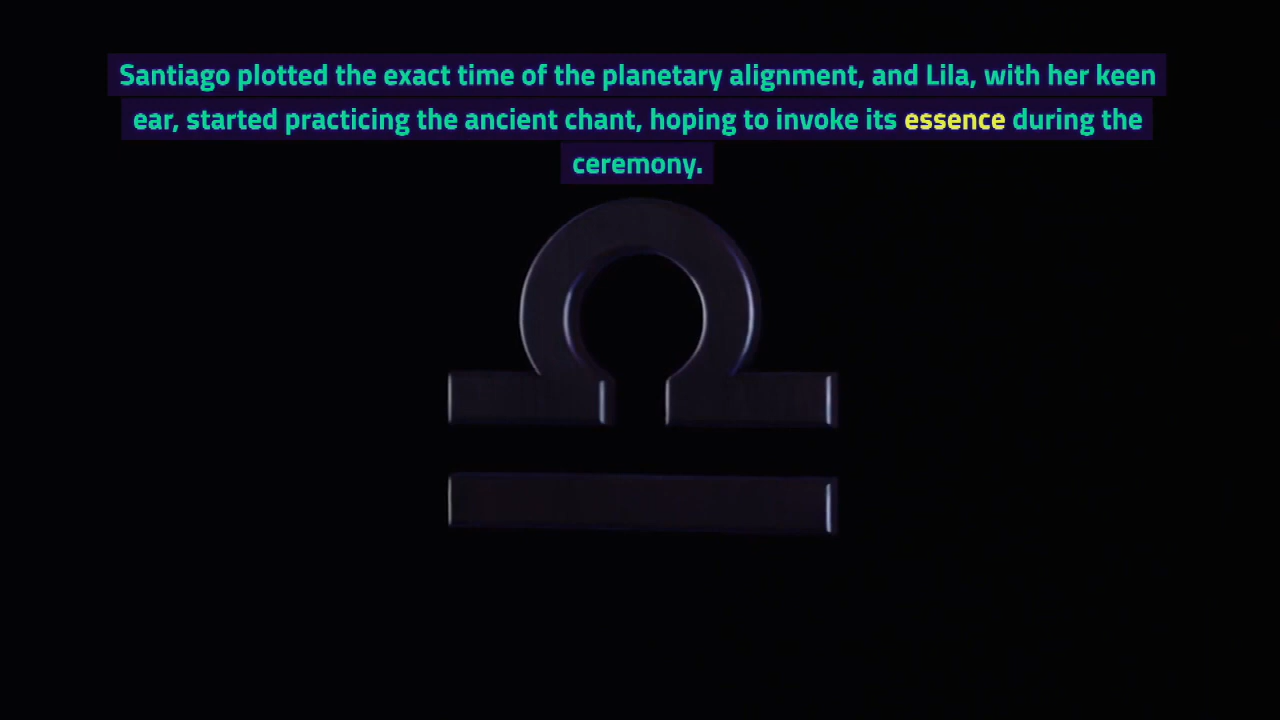 Santiago plotted the exact time of the planetary alignment, and Lila, with her keen
ear, started practicing the ancient chant, hoping to invoke its essence during the
ceremony.